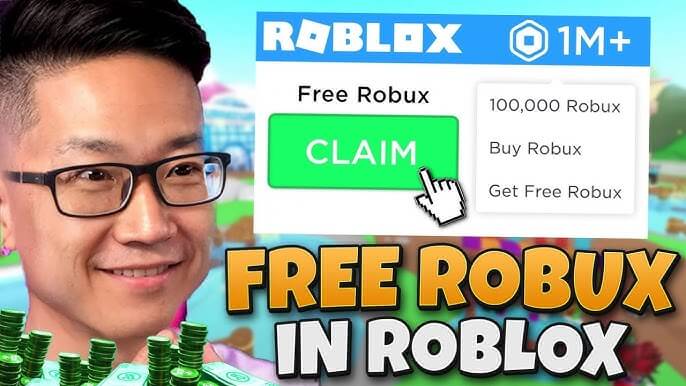 ROBLOX 1M+
Free Robux
CLAIM
100,000 Robux
Buy Robux
Get Free Robux
FREE ROBUX
IN ROBLOX